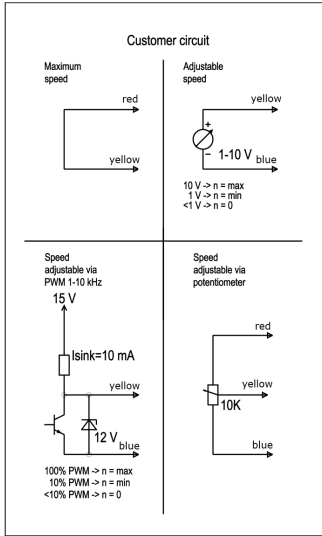 Customer circuit
Maximum
speed
red
yellow
Adjustable
speed
yellow
+
1-10 V
–
blue
10 V -> n = max
1 V -> n = min
<1 V -> n = 0
Speed
adjustable via
PWM 1-10 kHz
15 V
Isink=10 mA
yellow
12 V
blue
100% PWM -> n = max
10% PWM -> n = min
<10% PWM -> n = 0
Speed
adjustable via
potentiometer
red
yellow
10K
blue